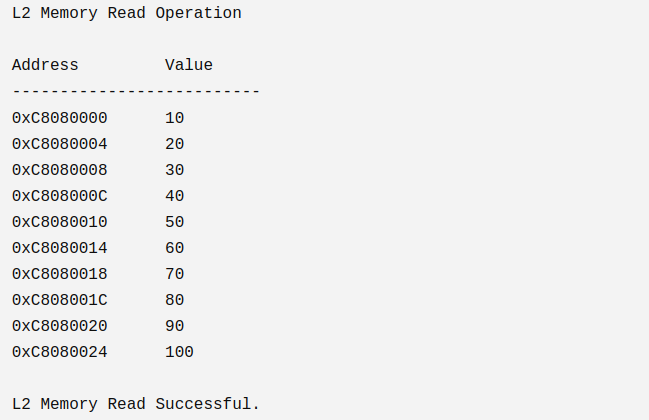 L2 Memory Read Operation
Address Value
--------------------------
0xC8080000 10
0xC8080004 20
0xC8080008 30
0xC808000C 40
0xC8080010 50
0xC8080014 60
0xC8080018 70
0xC808001C 80
0xC8080020 90
0xC8080024 100
L2 Memory Read Successful.